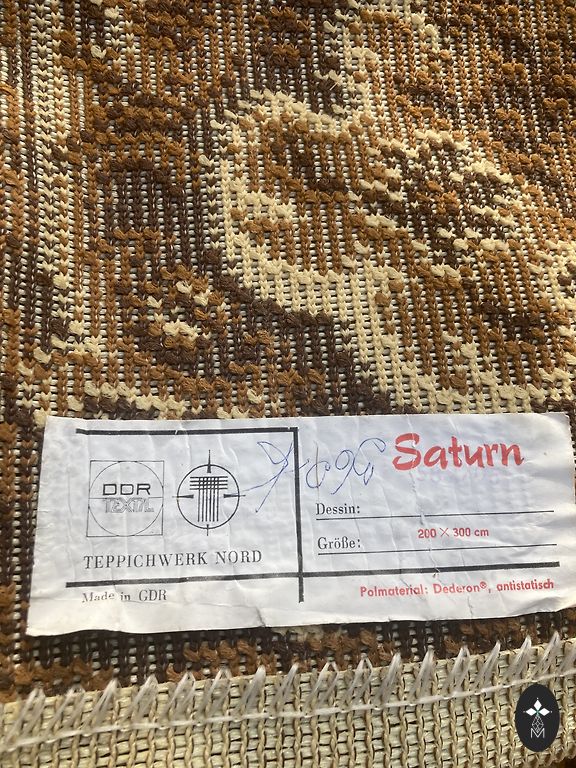 DDR
TEXTIL
TEPPICHWERK NORD
Made in GDR
Saturn
Dessin:
Größe: 200 × 300 cm
Polmaterial: Dederon®, antistatisch
M